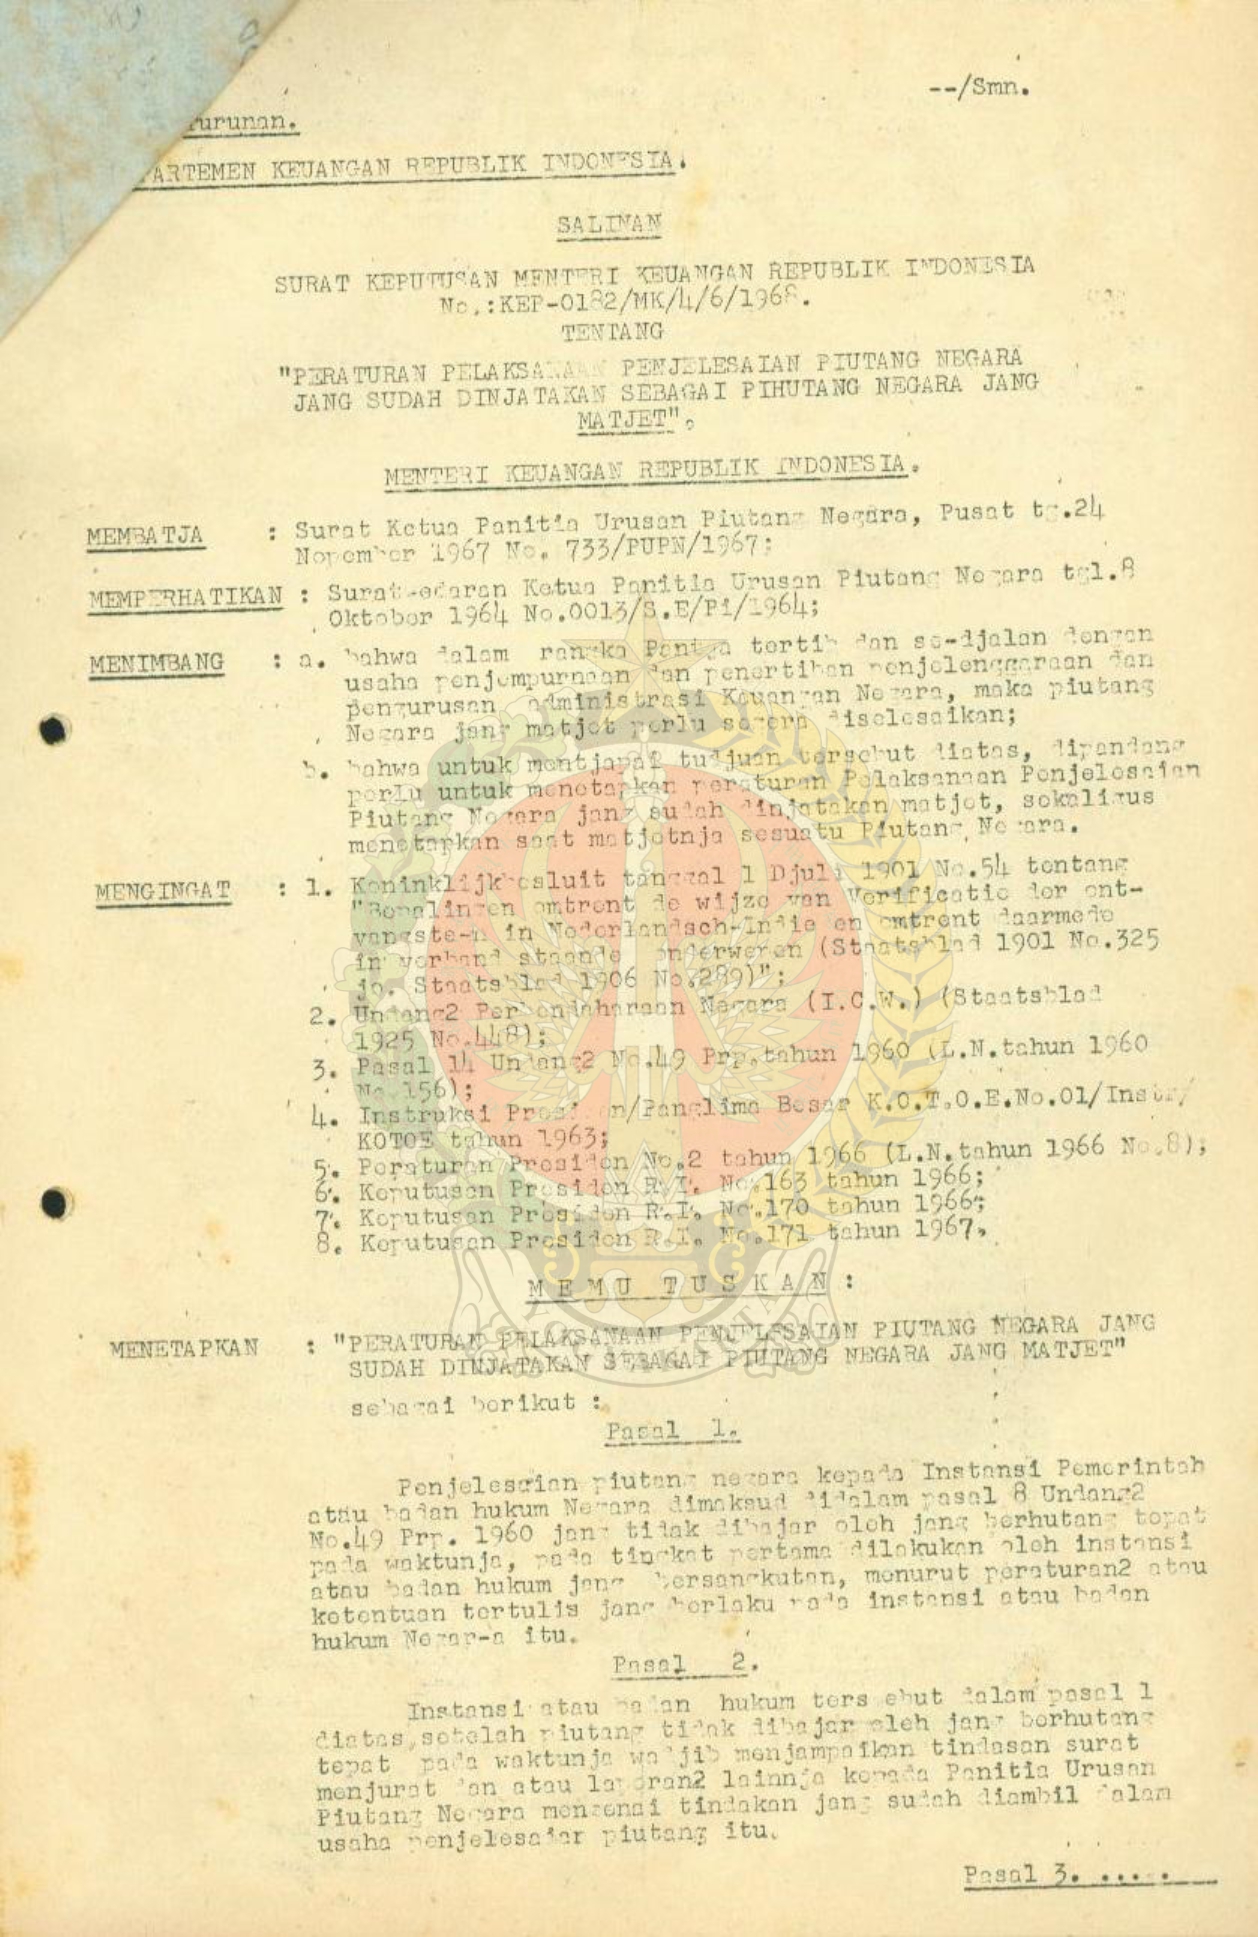 --/Smn.
Turunan.
PARTEMEN KEUANGAN REPUBLIK INDONESIA.
SALINAN
SURAT KEPUTUSAN MENTERI KEUANGAN REPUBLIK INDONESIA
No.:KEP-0182/MK/4/6/1968.
TENTANG
"PERATURAN PELAKSANAAN PENJELESAIAN PIUTANG NEGARA
JANG SUDAH DINJATAKAN SEBAGAI PIHUTANG NEGARA JANG
MATJET".
MENTERI KEUANGAN REPUBLIK INDONESIA.
MEMBATJA : Surat Ketua Panitia Urusan Piutang Negara, Pusat tg.24
Nopember 1967 No. 733/PUPN/1967;
MEMPERHATIKAN : Surat-edaran Ketua Panitia Urusan Piutang Negara tgl.8
Oktober 1964 No.0013/S.E/Pi/1964;
MENIMBANG : a. bahwa dalam rangka Pantja tertib dan se-djalan dengan
usaha penjempurnaan dan penertiban penjelenggaraan dan
pengurusan administrasi Keuangan Negara, maka piutang
Negara jang matjet perlu segera diselesaikan;
b. bahwa untuk mentjapai tudjuan tersebut diatas, dipandang
perlu untuk menetapkan peraturan Pelaksanaan Penjelesaian
Piutang Negara jang sudah dinjatakan matjet, sekaligus
menetapkan saat matjetnja sesuatu Piutang Negara.
MENGINGAT : 1. Koninklijkbesluit tanggal 1 Djuli 1901 No.54 tentang
"Bepalingen omtrent de wijze van Verificatie der ont-
vangste-n in Nederlandsch-Indie en omtrent daarmede
in verband staande onderweren (Staatsblad 1901 No.325
jo. Staatsblad 1906 No.289)";
2. Undang2 Perbendaharaan Negara (I.C.W.) (Staatsblad
1925 No.448);
3. Pasal 14 Undang2 No.49 Prp.tahun 1960 (L.N.tahun 1960
No.156);
4. Instruksi Presiden/Panglima Besar K.O.T.O.E.No.01/Instr/
KOTOE tahun 1963;
5. Peraturan Presiden No.2 tahun 1966 (L.N.tahun 1966 No.8);
6. Keputusan Presiden R.I. No.163 tahun 1966;
7. Keputusan Presiden R.I. No.170 tahun 1966;
8. Keputusan Presiden R.I. No.171 tahun 1967.
M E M U T U S K A N :
MENETAPKAN : "PERATURAN PELAKSANAAN PENJELESAIAN PIUTANG NEGARA JANG
SUDAH DINJATAKAN SEBAGAI PIUTANG NEGARA JANG MATJET"
sebagai berikut :
Pasal 1.
Penjelesaian piutang negara kepada Instansi Pemerintah
atau badan hukum Negara dimaksud didalam pasal 8 Undang2
No.49 Prp. 1960 jang tidak dibajar oleh jang berhutang tepat
pada waktunja, pada tingkat pertama dilakukan oleh instansi
atau badan hukum jang bersangkutan, menurut peraturan2 atau
ketentuan tertulis jang berlaku pada instansi atau badan
hukum Negar-a itu.
Pasal 2.
Instansi atau badan hukum ters ebut dalam pasal 1
diatas, setelah piutang tidak dibajar oleh jang berhutang
tepat pada waktunja wadjib menjampaikan tindasan surat
menjurat dan atau laporan2 lainnja kepada Panitia Urusan
Piutang Negara mengenai tindakan jang sudah diambil dalam
usaha penjelesaian piutang itu.
Pasal 3. .....